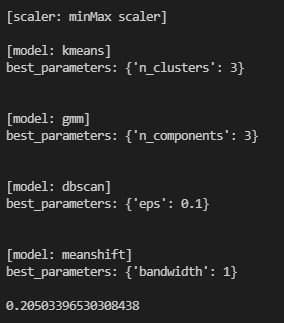 [scaler: minMax scaler]
[model: kmeans]
best_parameters: {'n_clusters': 3}
[model: gmm]
best_parameters: {'n_components': 3}
[model: dbscan]
best_parameters: {'eps': 0.1}
[model: meanshift]
best_parameters: {'bandwidth': 1}
0.20503396530308438